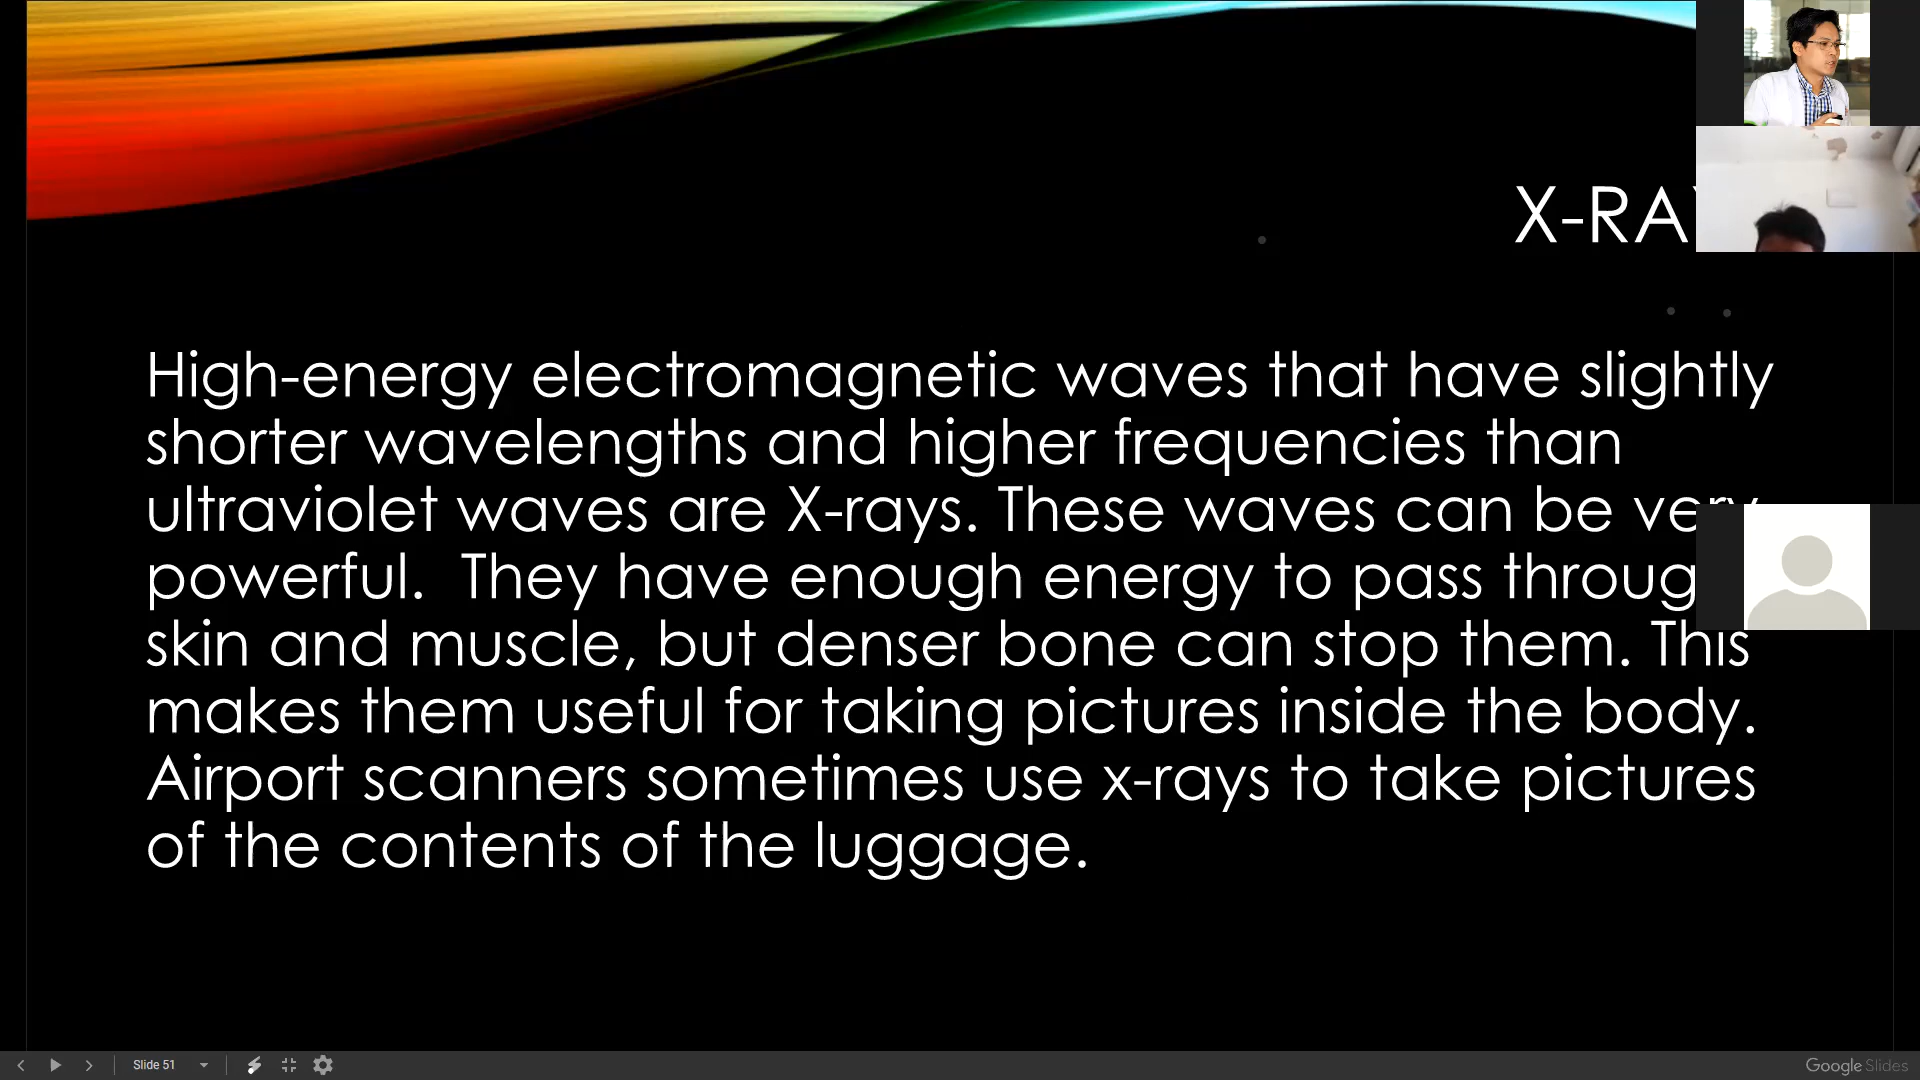 X-RAY
High-energy electromagnetic waves that have slightly
shorter wavelengths and higher frequencies than
ultraviolet waves are X-rays. These waves can be very
powerful.  They have enough energy to pass throug
skin and muscle, but denser bone can stop them. This
makes them useful for taking pictures inside the body.
Airport scanners sometimes use x-rays to take pictures
of the contents of the luggage.
Slide 51
Google Slides